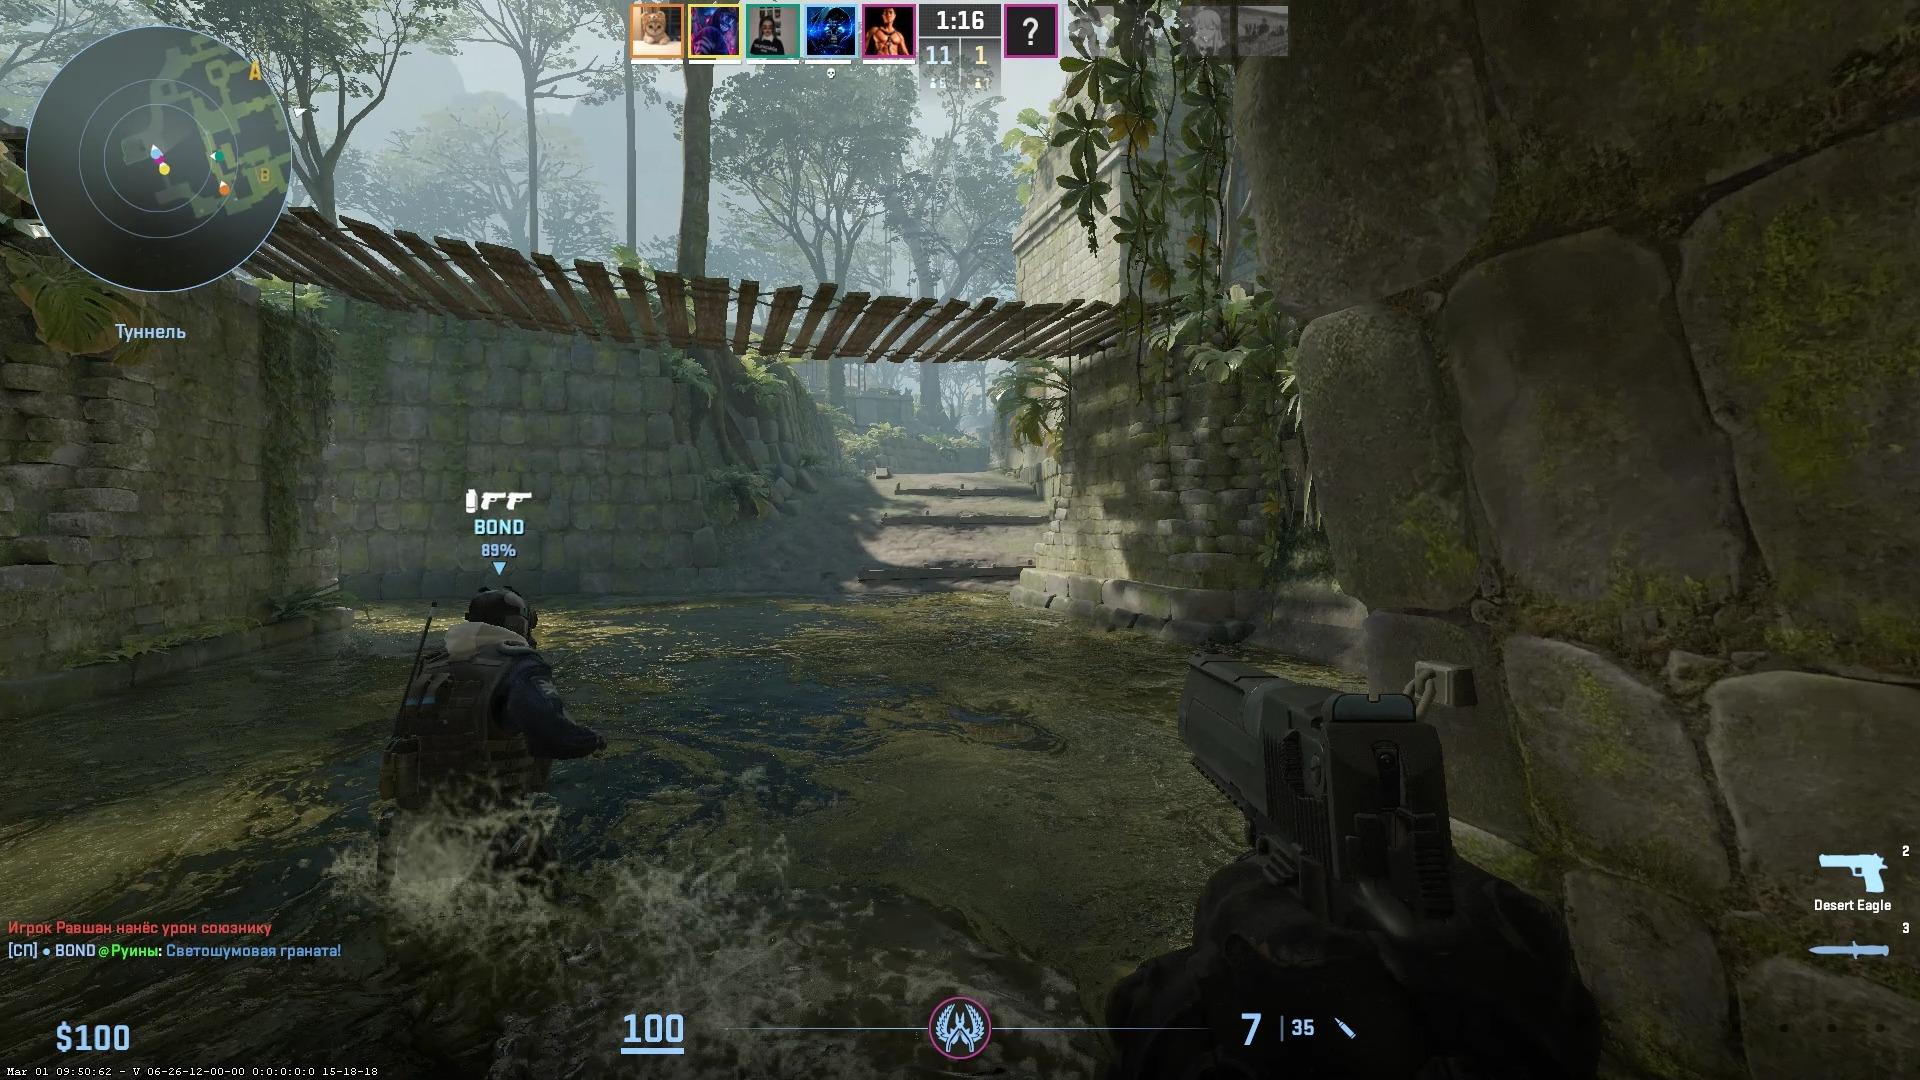 1:16
11 1
?
A
B
Туннель
BOND
89%
2
Desert Eagle
3
Игрок Равшан нанёс урон союзнику
[СП] • BOND@Руины: Светошумовая граната!
$100
100
7 | 35
Mar 01 09:50:62 - V 06-26-12-00-00 0:0:0:0:0 15-18-18